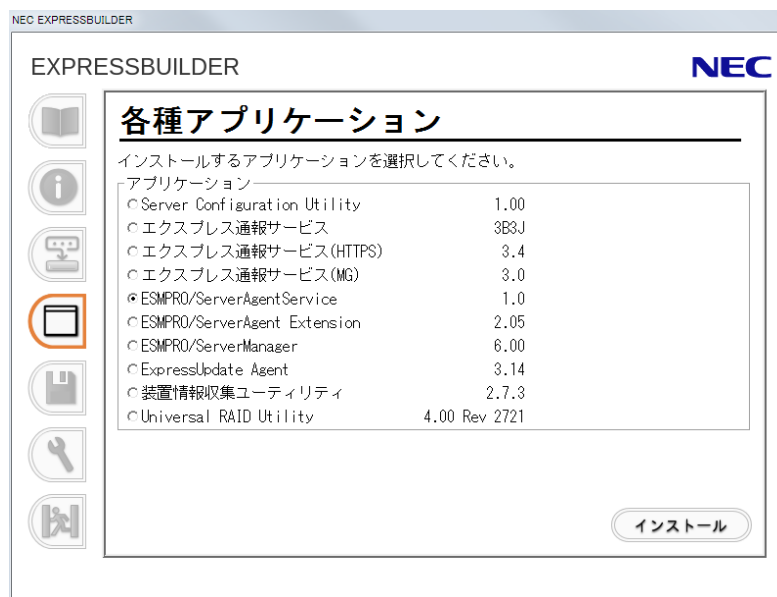 NEC EXPRESSBUILDER
EXPRESSBUILDER
NEC
各種アプリケーション
インストールするアプリケーションを選択してください。
アプリケーション
Server Configuration Utility 1.00
エクスプレス通報サービス 3B3J
エクスプレス通報サービス(HTTPS) 3.4
エクスプレス通報サービス(MG) 3.0
ESMPRO/ServerAgentService 1.0
ESMPRO/ServerAgent Extension 2.05
ESMPRO/ServerManager 6.00
ExpressUpdate Agent 3.14
装置情報収集ユーティリティ 2.7.3
Universal RAID Utility 4.00 Rev 2721
インストール